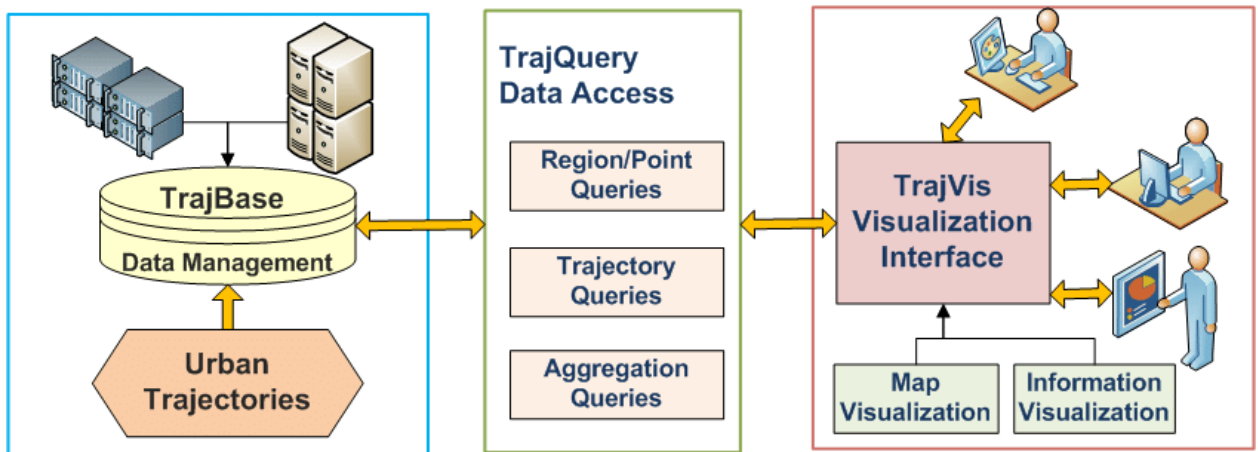 TrajBase
Data Management
Urban
Trajectories
TrajQuery
Data Access
Region/Point
Queries
Trajectory
Queries
Aggregation
Queries
TrajVis
Visualization
Interface
Map
Visualization
Information
Visualization